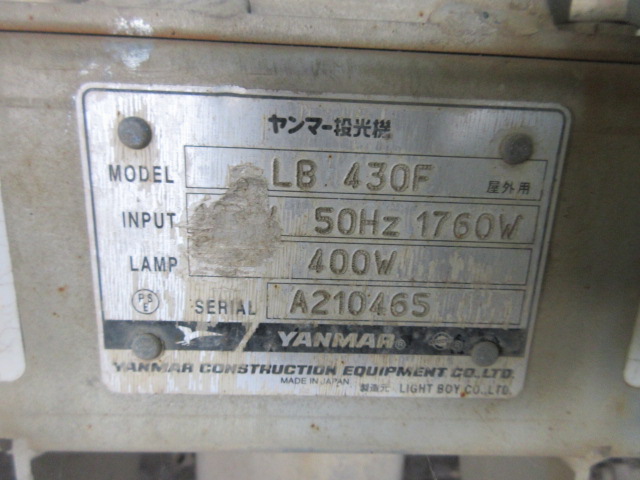 ヤンマー投光機
MODEL LB 430F 屋外用
INPUT 50Hz 1760W
LAMP 400W
PSE SERIAL A210465
YANMAR®
YANMAR CONSTRUCTION EQUIPMENT CO.,LTD.
MADE IN JAPAN 製造元 LIGHT BOY CO.,LTD.